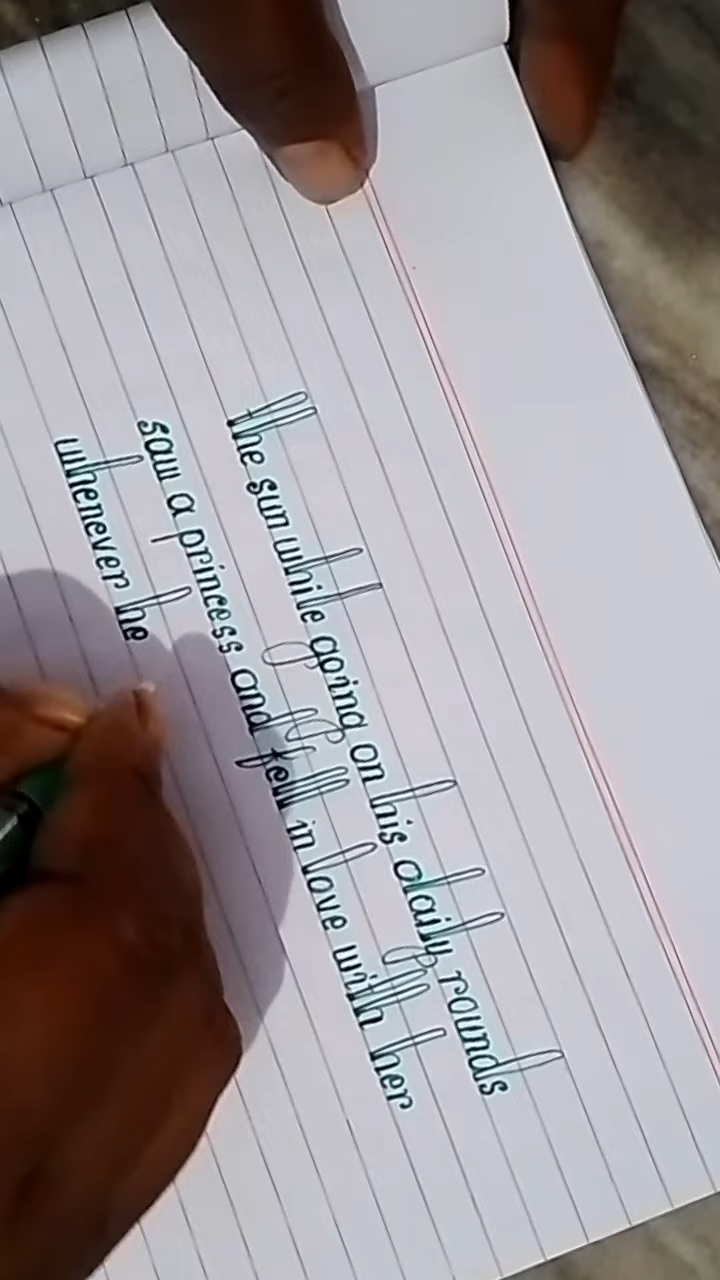 The sun while going on his daily rounds
saw a princess and fell in love with her
whenever he